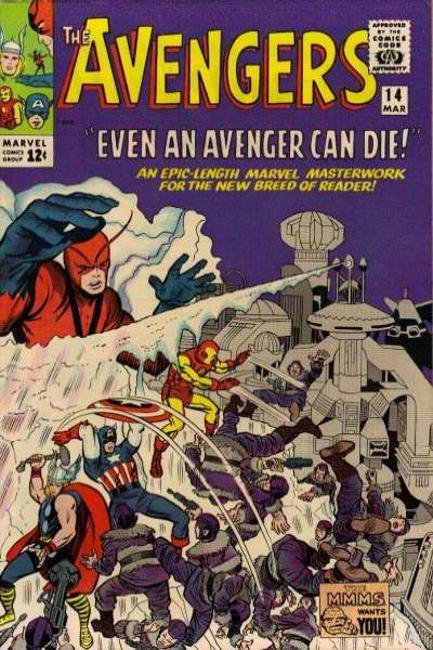 THE
AVENGERS
APPROVED
BY THE
COMICS
CODE
AUTHORITY
MARVEL
COMICS
GROUP
12¢
14
MAR
"EVEN AN AVENGER CAN DIE!"
AN EPIC-LENGTH MARVEL MASTERWORK
FOR THE NEW BREED OF READER!
THE
M.M.M.S.
WANTS
YOU!